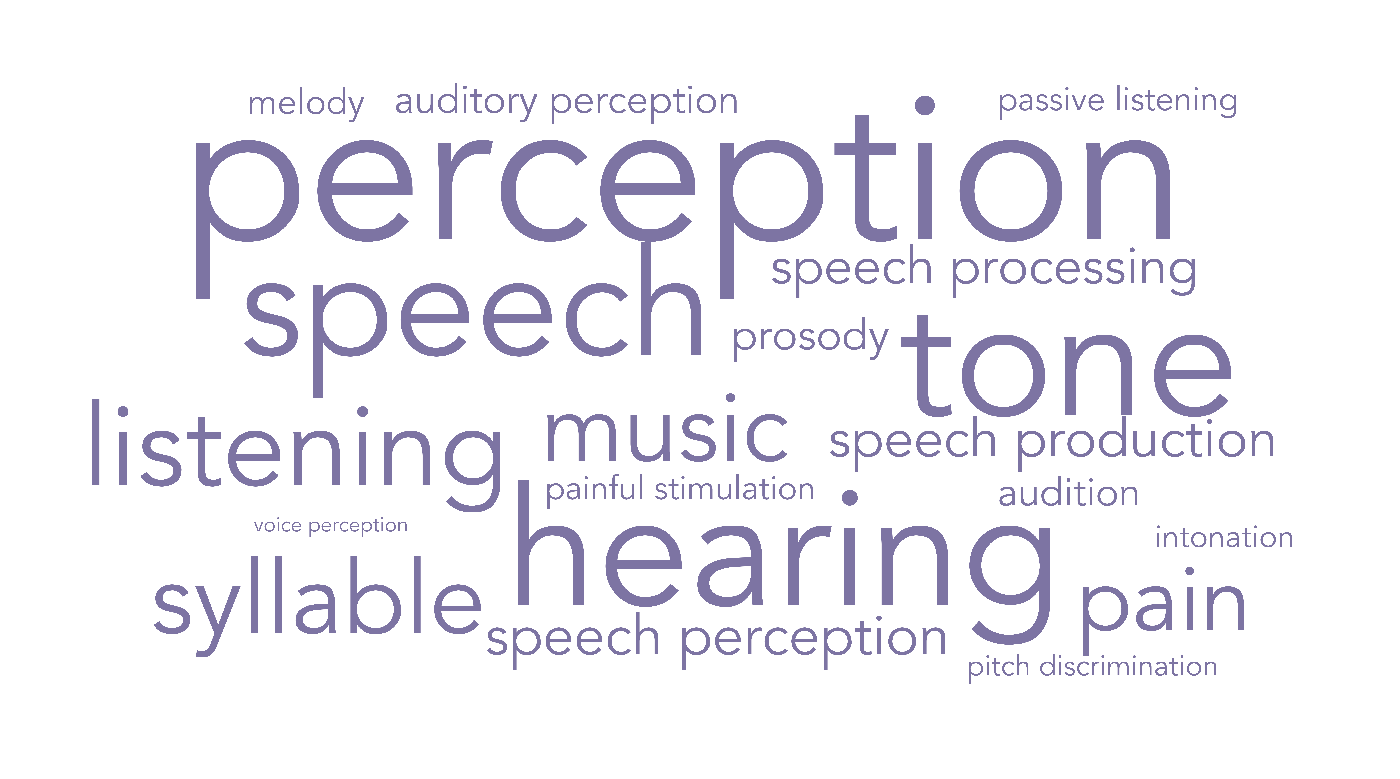 melody
auditory perception
passive listening
perception
speech processing
speech
prosody
tone
listening
music
speech production
painful stimulation
audition
voice perception
hearing
intonation
syllable
pain
speech perception
pitch discrimination